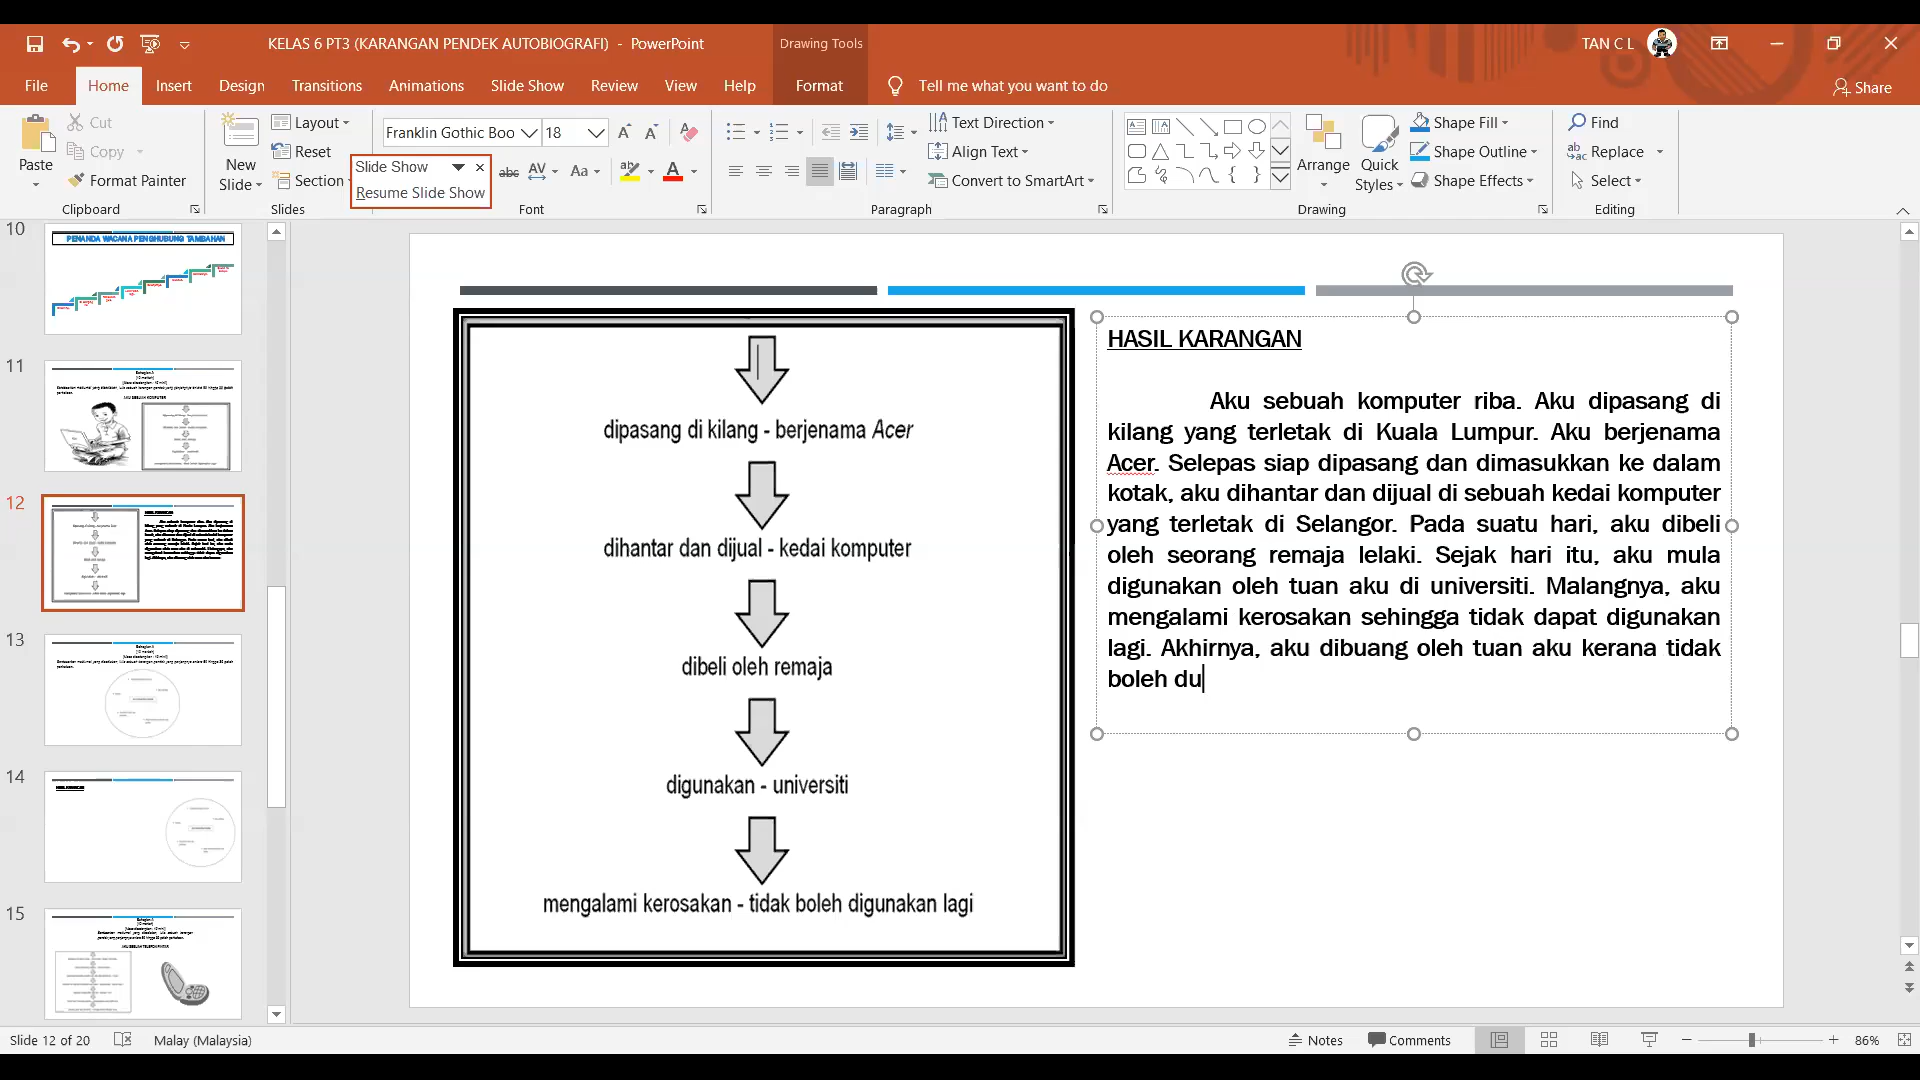 KELAS 6 PT3 (KARANGAN PENDEK AUTOBIOGRAFI) - PowerPoint
Drawing Tools
TAN C L
File Home Insert Design Transitions Animations Slide Show Review View Help Format Tell me what you want to do Share
Paste
Cut
Copy
Format Painter
Clipboard
New Slide
Layout
Reset
Section
Slides
Slide Show
Resume Slide Show
Franklin Gothic Boo 18
abc AV Aa A
Font
Text Direction
Align Text
Convert to SmartArt
Paragraph
Arrange
Quick Styles
Shape Fill
Shape Outline
Shape Effects
Drawing
Find
Replace
Select
Editing
10
PENANDA WACANA PENGHUBUNG TAMBAHAN
11
12
13
14
15
dipasang di kilang - berjenama Acer
dihantar dan dijual - kedai komputer
dibeli oleh remaja
digunakan - universiti
mengalami kerosakan - tidak boleh digunakan lagi
HASIL KARANGAN
Aku sebuah komputer riba. Aku dipasang di
kilang yang terletak di Kuala Lumpur. Aku berjenama
Acer. Selepas siap dipasang dan dimasukkan ke dalam
kotak, aku dihantar dan dijual di sebuah kedai komputer
yang terletak di Selangor. Pada suatu hari, aku dibeli
oleh seorang remaja lelaki. Sejak hari itu, aku mula
digunakan oleh tuan aku di universiti. Malangnya, aku
mengalami kerosakan sehingga tidak dapat digunakan
lagi. Akhirnya, aku dibuang oleh tuan aku kerana tidak
boleh du
Slide 12 of 20
Malay (Malaysia)
Notes
Comments
86%